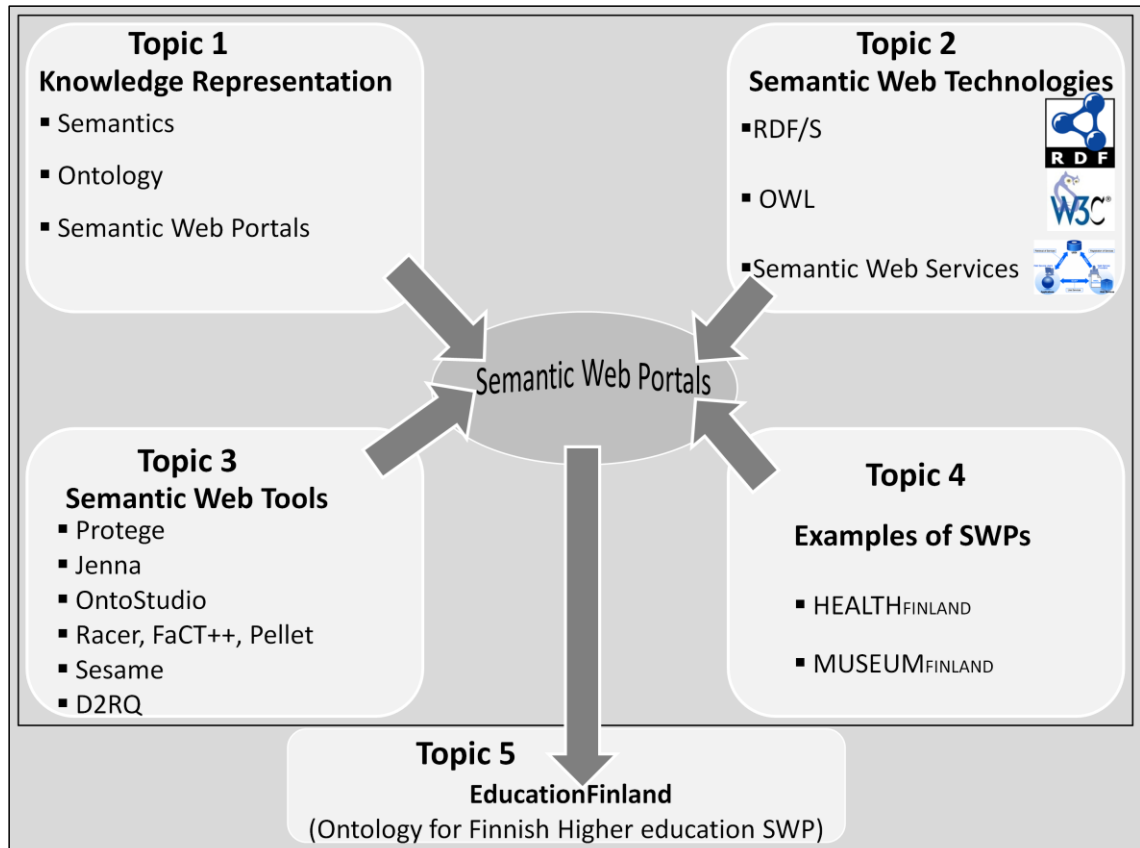 Topic 1
Knowledge Representation
▪ Semantics
▪ Ontology
▪ Semantic Web Portals
Topic 2
Semantic Web Technologies
▪RDF/S
RDF
▪ OWL
W3C®
▪Semantic Web Services
Semantic Web Portals
Topic 3
Semantic Web Tools
▪ Protege
▪ Jenna
▪ OntoStudio
▪ Racer, FaCT++, Pellet
▪ Sesame
▪ D2RQ
Topic 4
Examples of SWPs
▪ HEALTHFINLAND
▪ MUSEUMFINLAND
Topic 5
EducationFinland
(Ontology for Finnish Higher education SWP)